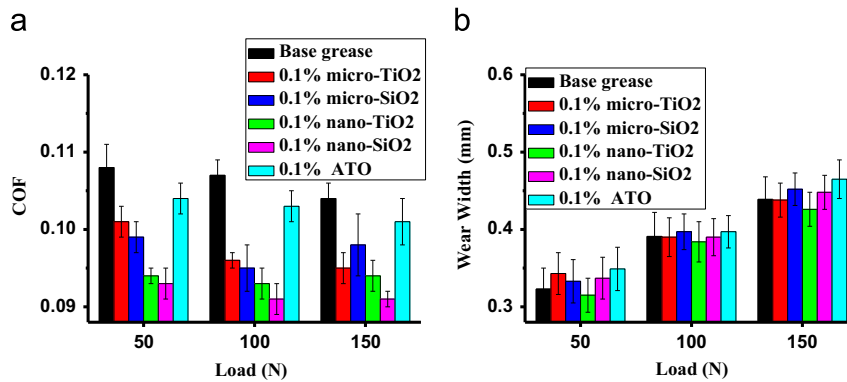 a
Base grease
0.1% micro-TiO2
0.1% micro-SiO2
0.1% nano-TiO2
0.1% nano-SiO2
0.1% ATO
0.12
0.11
0.10
0.09
COF
50
100
150
Load (N)
b
Base grease
0.1% micro-TiO2
0.1% micro-SiO2
0.1% nano-TiO2
0.1% nano-SiO2
0.1% ATO
0.6
0.5
0.4
0.3
Wear Width (mm)
50
100
150
Load (N)